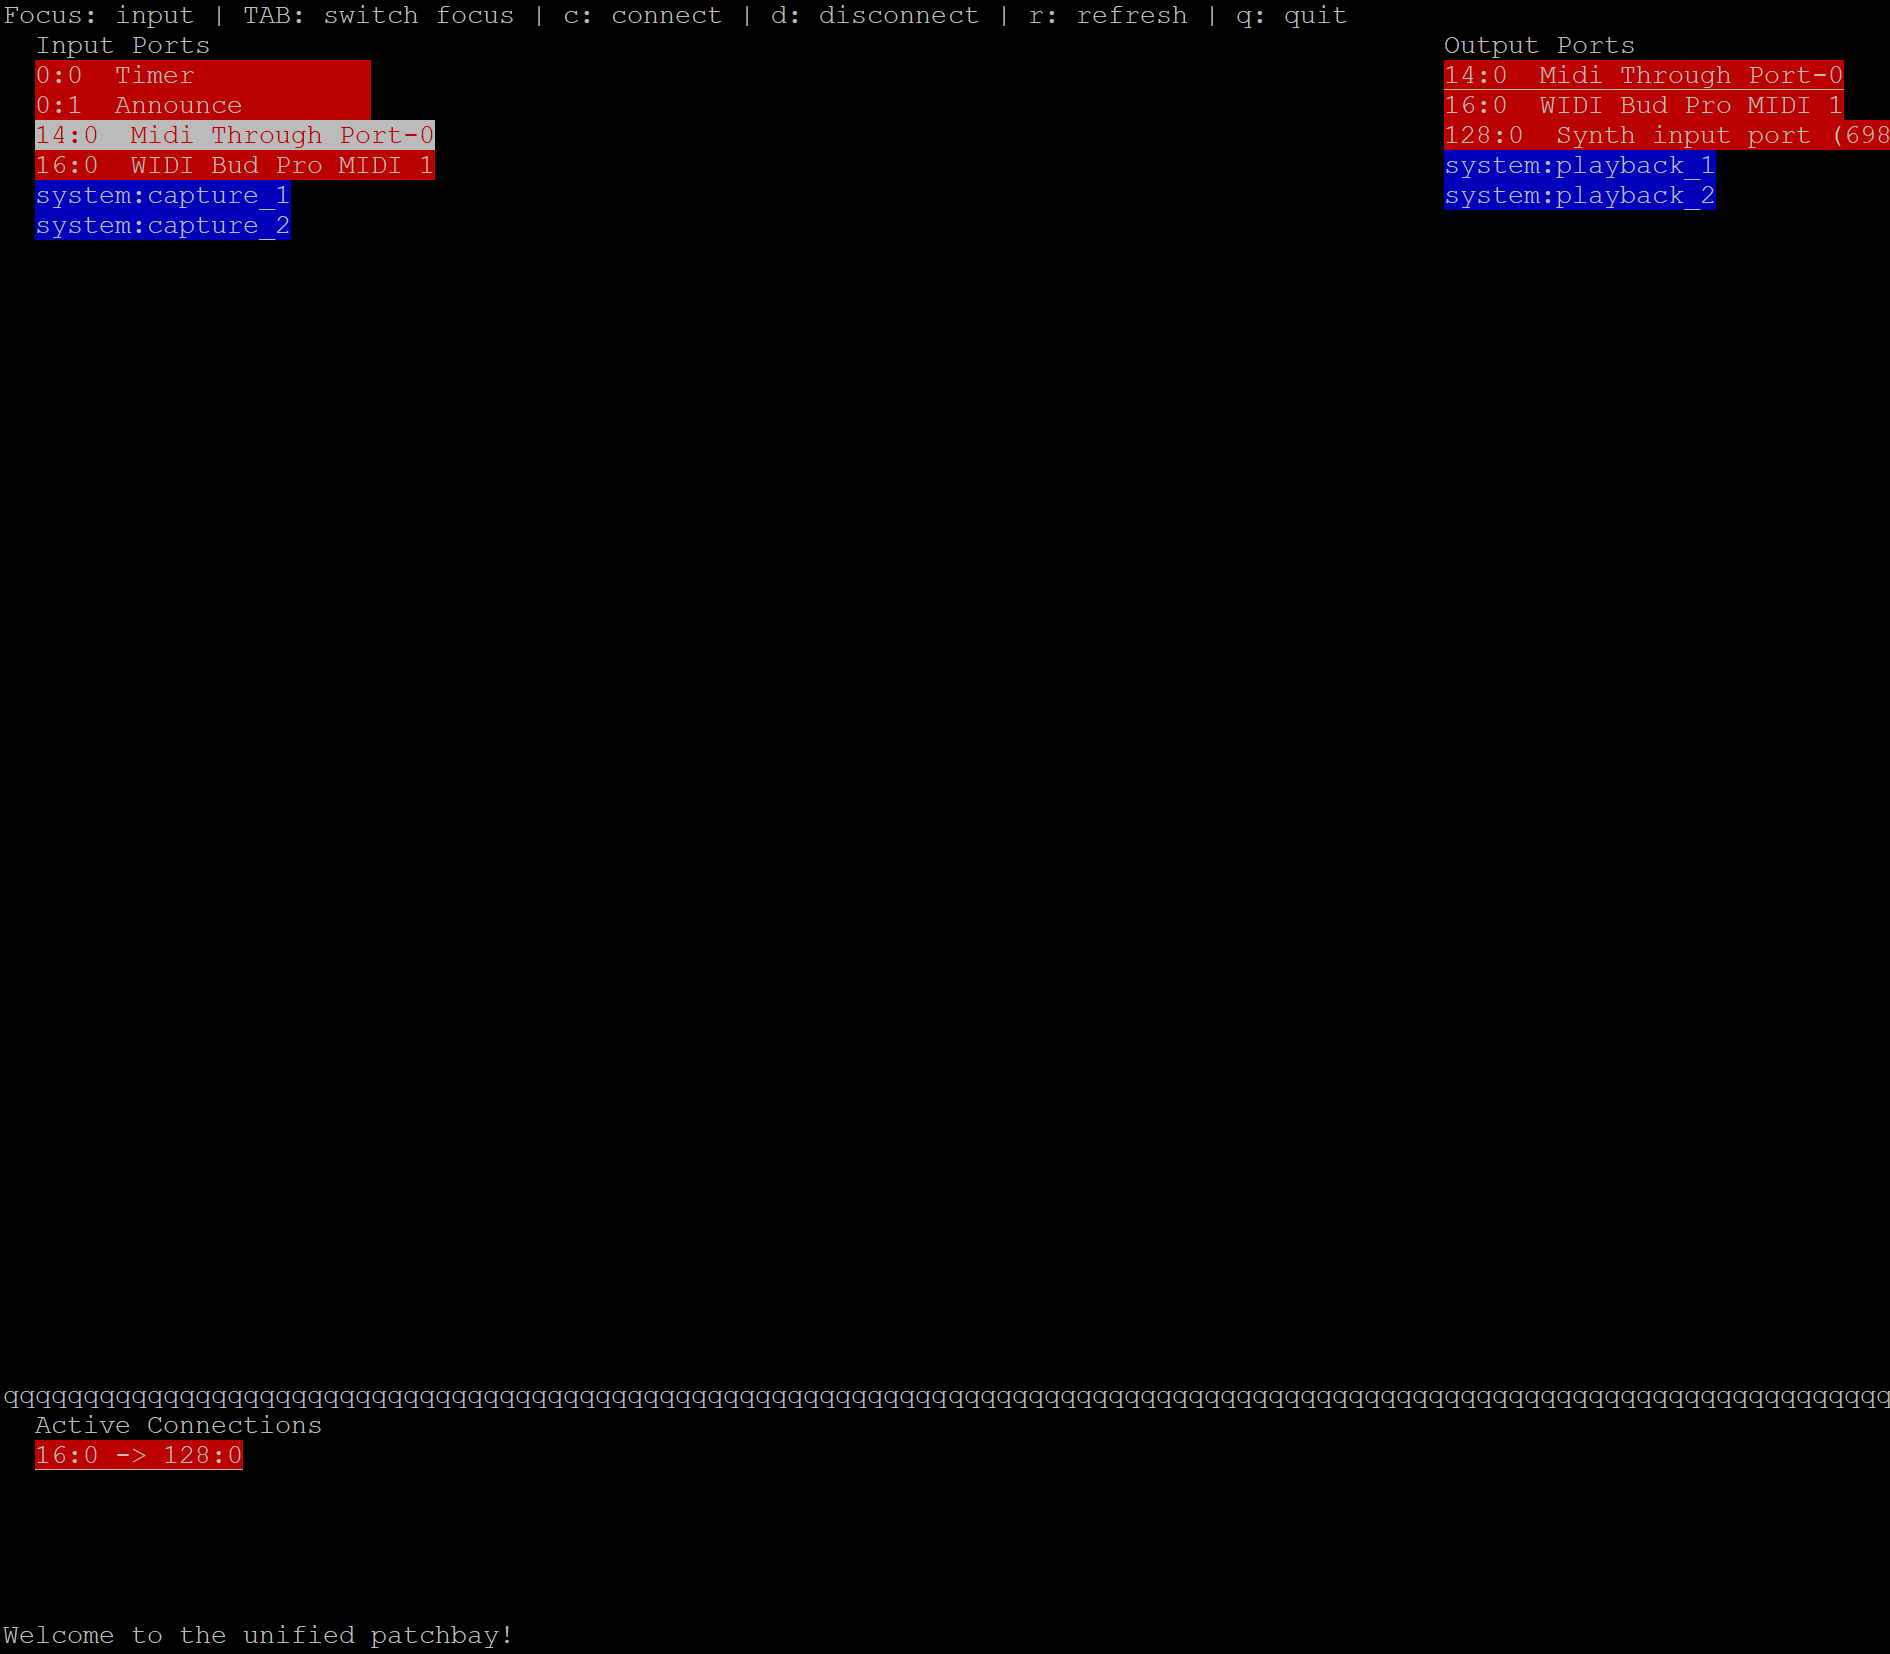 Focus: input | TAB: switch focus | c: connect | d: disconnect | r: refresh | q: quit
Input Ports
0:0  Timer
0:1  Announce
14:0  Midi Through Port-0
16:0  WIDI Bud Pro MIDI 1
system:capture_1
system:capture_2
Output Ports
14:0  Midi Through Port-0
16:0  WIDI Bud Pro MIDI 1
128:0  Synth input port (698
system:playback_1
system:playback_2
qqqqqqqqqqqqqqqqqqqqqqqqqqqqqqqqqqqqqqqqqqqqqqqqqqqqqqqqqqqqqqqqqqqqqqqqqqqqqqqqqqqqqqqqqqqqqqqqqqqqqqqqqqqqqqqqqqqqqq
Active Connections
16:0 -> 128:0
Welcome to the unified patchbay!